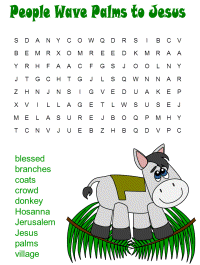 People Wave Palms to Jesus
S D A N Y C O W Q D R S I B C V
B E M R X O M R E E D K M R A A
Y R H F A A C F G S J O O L N Y
J T G C H T G J L S Q W N N A R
Z H N J N S I G V E D U A K E P
X V I L L A G E T L W S U S E J
M E L A S U R E J B O Q P M H Y
T C N V J U E B Z H B Q D V P C
blessed
branches
coats
crowd
donkey
Hosanna
Jerusalem
Jesus
palms
village